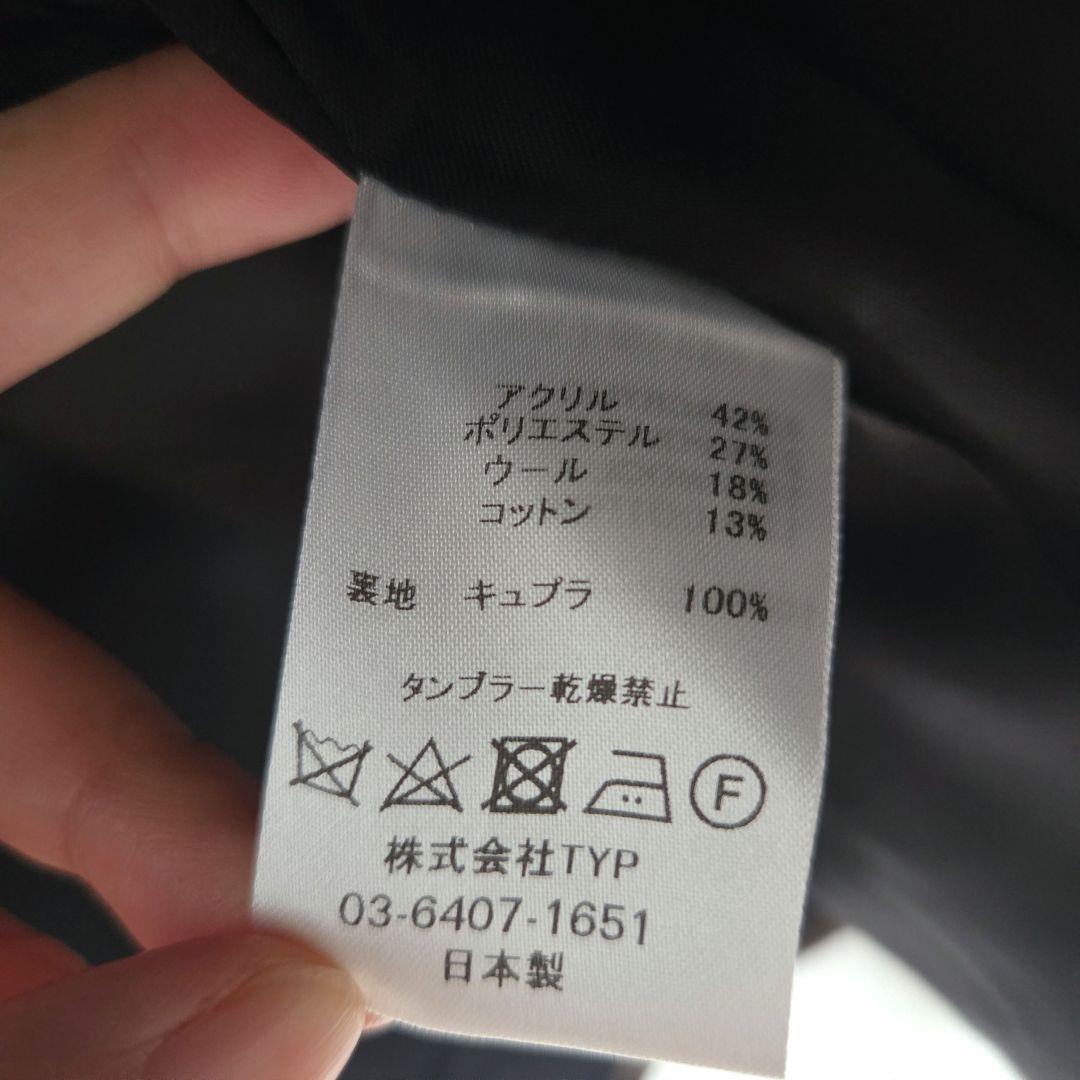 アクリル 42%
ポリエステル 27%
ウール 18%
コットン 13%
裏地 キュプラ 100%
タンブラー乾燥禁止
F
株式会社TYP
03-6407-1651
日本製